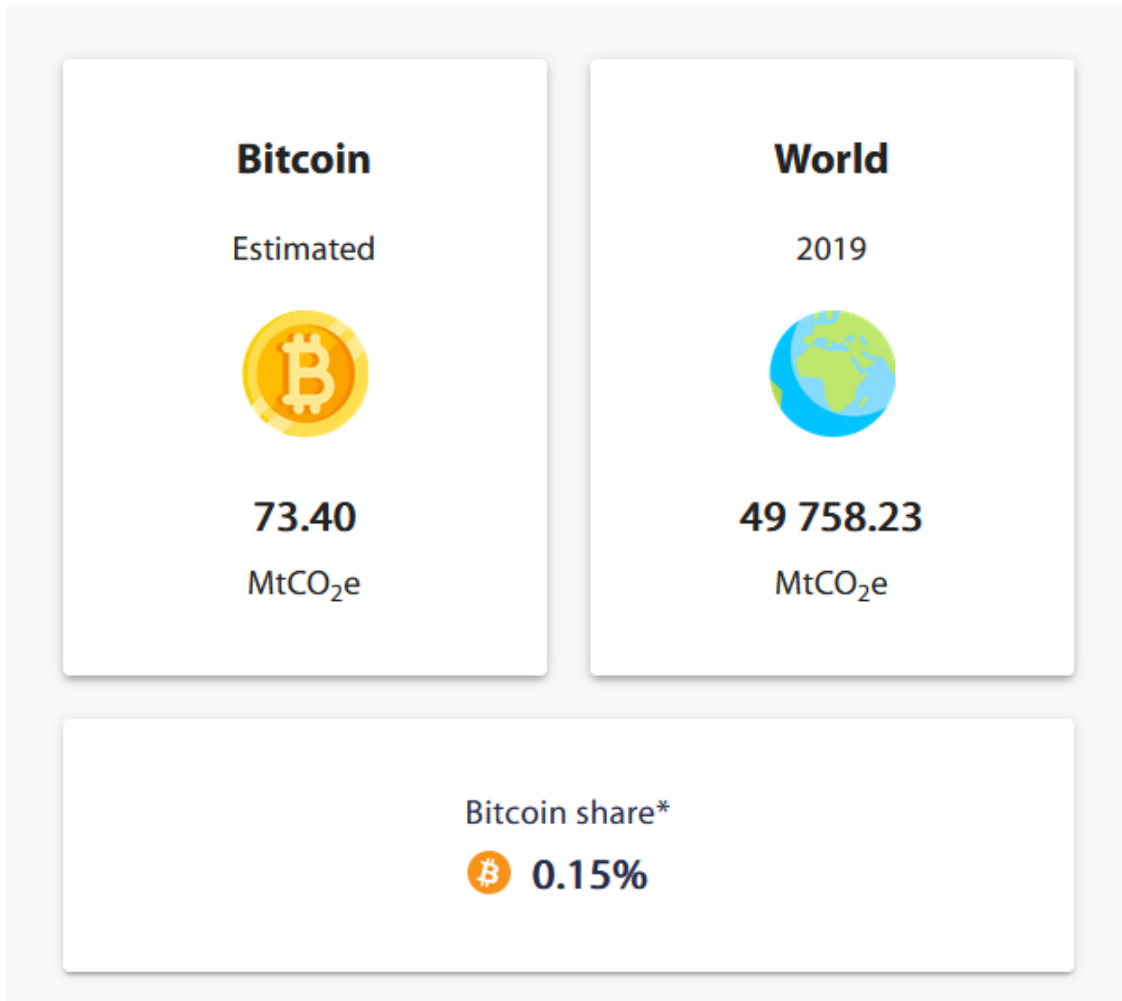 Bitcoin
Estimated
73.40
MtCO₂e
World
2019
49 758.23
MtCO₂e
Bitcoin share*
0.15%